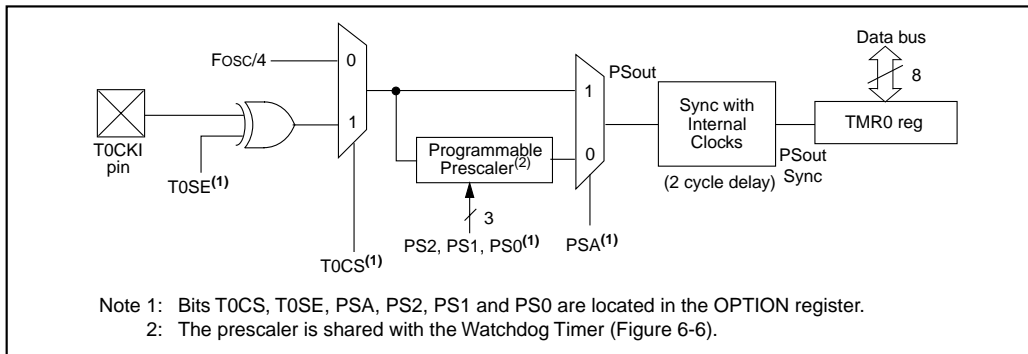 Data bus
8
FOSC/4
0
1
T0CKI
pin
T0SE(1)
T0CS(1)
Programmable
Prescaler(2)
3
PS2, PS1, PS0(1)
1
0
PSA(1)
PSout
Sync with
Internal
Clocks
(2 cycle delay)
PSout
Sync
TMR0 reg
Note 1: Bits T0CS, T0SE, PSA, PS2, PS1 and PS0 are located in the OPTION register.
2: The prescaler is shared with the Watchdog Timer (Figure 6-6).